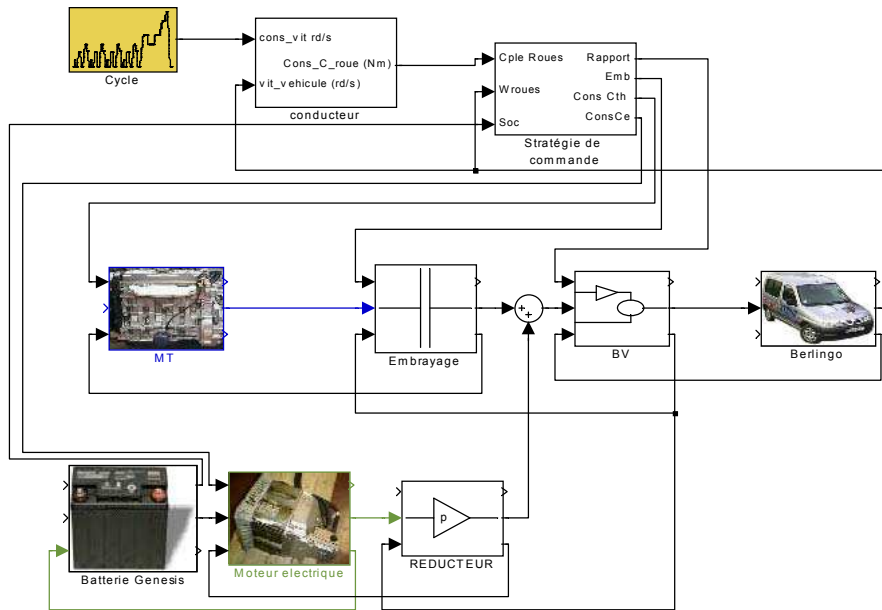 cons_vit rd/s
Cons_C_roue (Nm)
vit_vehicule (rd/s)
conducteur
Cycle
Cple Roues
Rapport
Emb
Wroues
Cons Cth
Soc
ConsCe
Stratégie de
commande
MT
Embrayage
+
+
BV
Berlingo
Batterie Genesis
Moteur electrique
p
REDUCTEUR